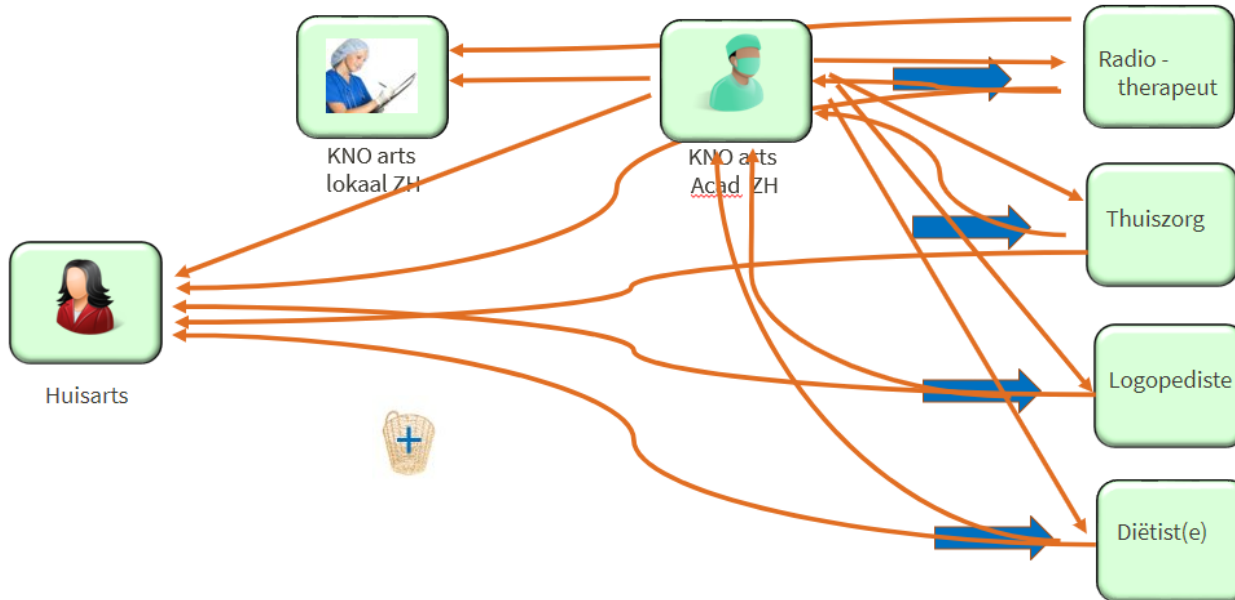 KNO arts
lokaal ZH
KNO arts
Acad ZH
Radio -
therapeut
Thuiszorg
Huisarts
Logopediste
Diëtist(e)